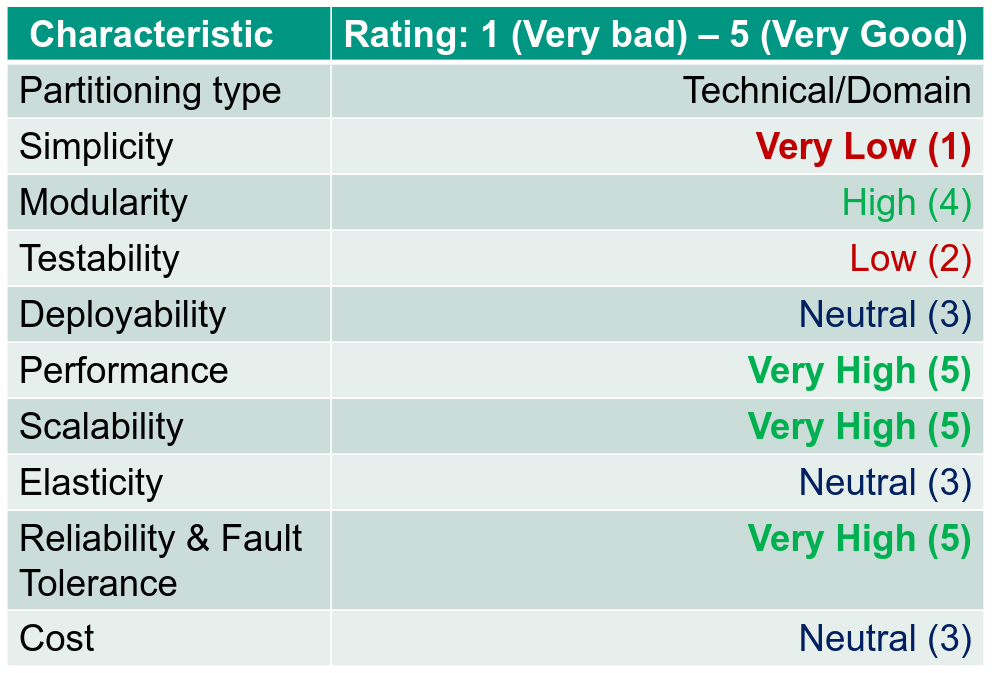 Characteristic Rating: 1 (Very bad) – 5 (Very Good)
Partitioning type Technical/Domain
Simplicity Very Low (1)
Modularity High (4)
Testability Low (2)
Deployability Neutral (3)
Performance Very High (5)
Scalability Very High (5)
Elasticity Neutral (3)
Reliability & Fault Very High (5)
Tolerance
Cost Neutral (3)